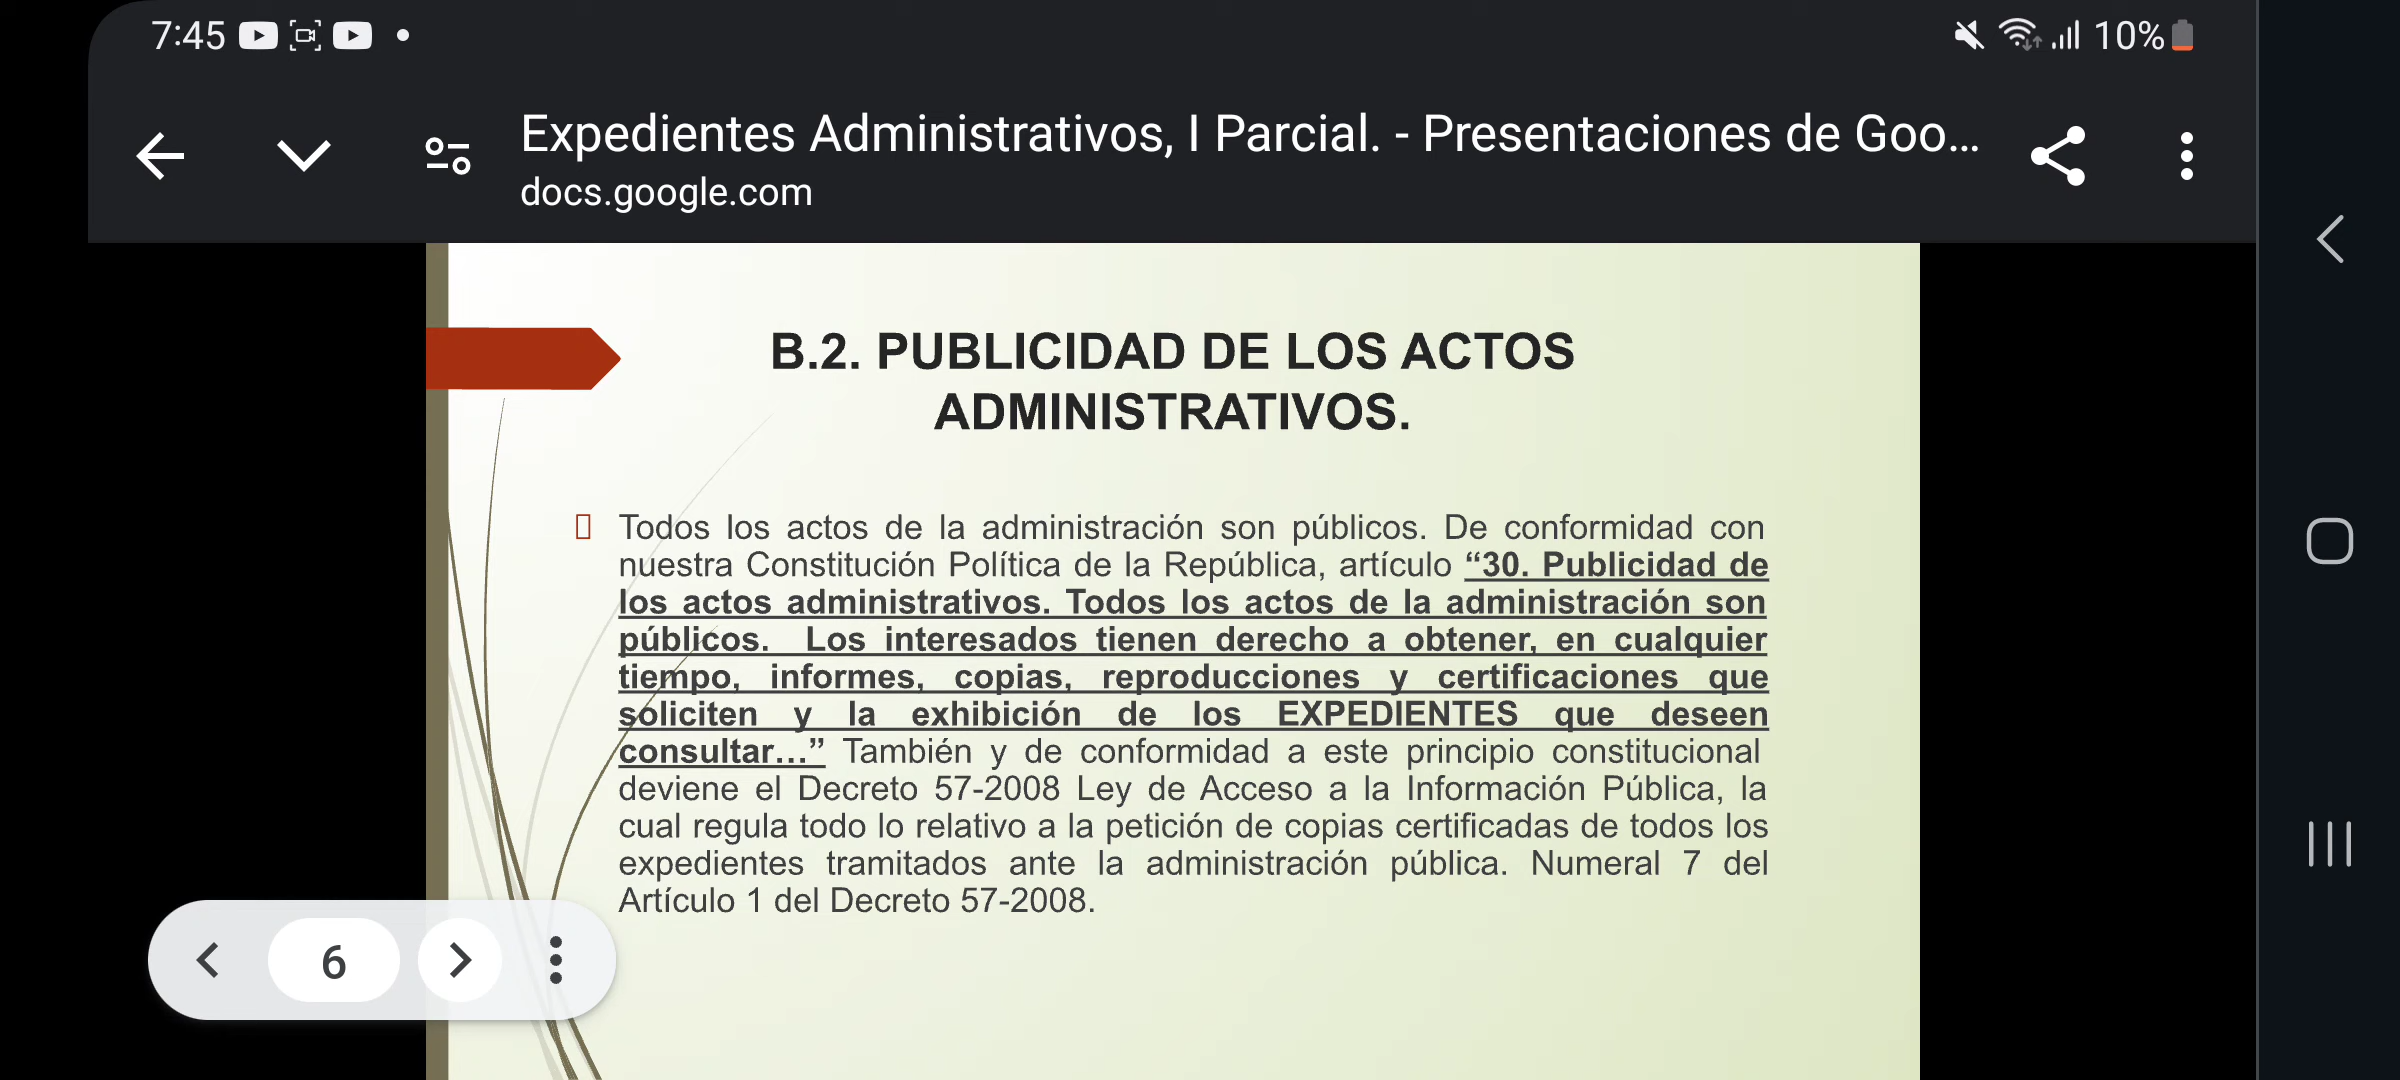 7:45
10%
Expedientes Administrativos, I Parcial. - Presentaciones de Goo...
docs.google.com
B.2. PUBLICIDAD DE LOS ACTOS
ADMINISTRATIVOS.
Todos los actos de la administración son públicos. De conformidad con
nuestra Constitución Política de la República, artículo “30. Publicidad de
los actos administrativos. Todos los actos de la administración son
públicos. Los interesados tienen derecho a obtener, en cualquier
tiempo, informes, copias, reproducciones y certificaciones que
soliciten y la exhibición de los EXPEDIENTES que deseen
consultar...” También y de conformidad a este principio constitucional
deviene el Decreto 57-2008 Ley de Acceso a la Información Pública, la
cual regula todo lo relativo a la petición de copias certificadas de todos los
expedientes tramitados ante la administración pública. Numeral 7 del
Artículo 1 del Decreto 57-2008.
6